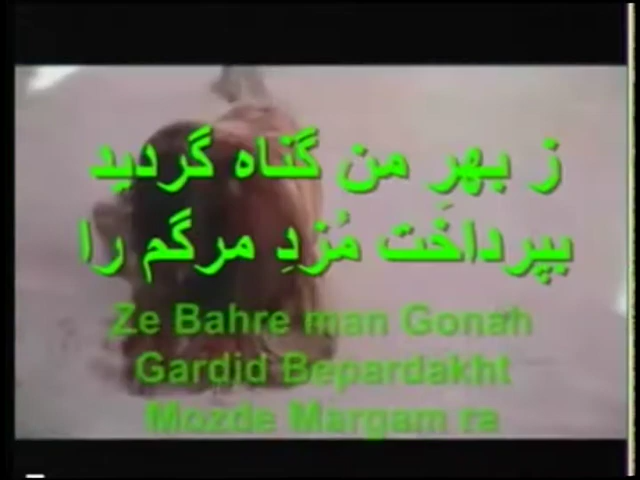 ز بهرِ من گناه گردید
بپرداخت مُزدِ مرگم را
Ze Bahre man Gonah
Gardid Bepardakht
Mozde Margam ra